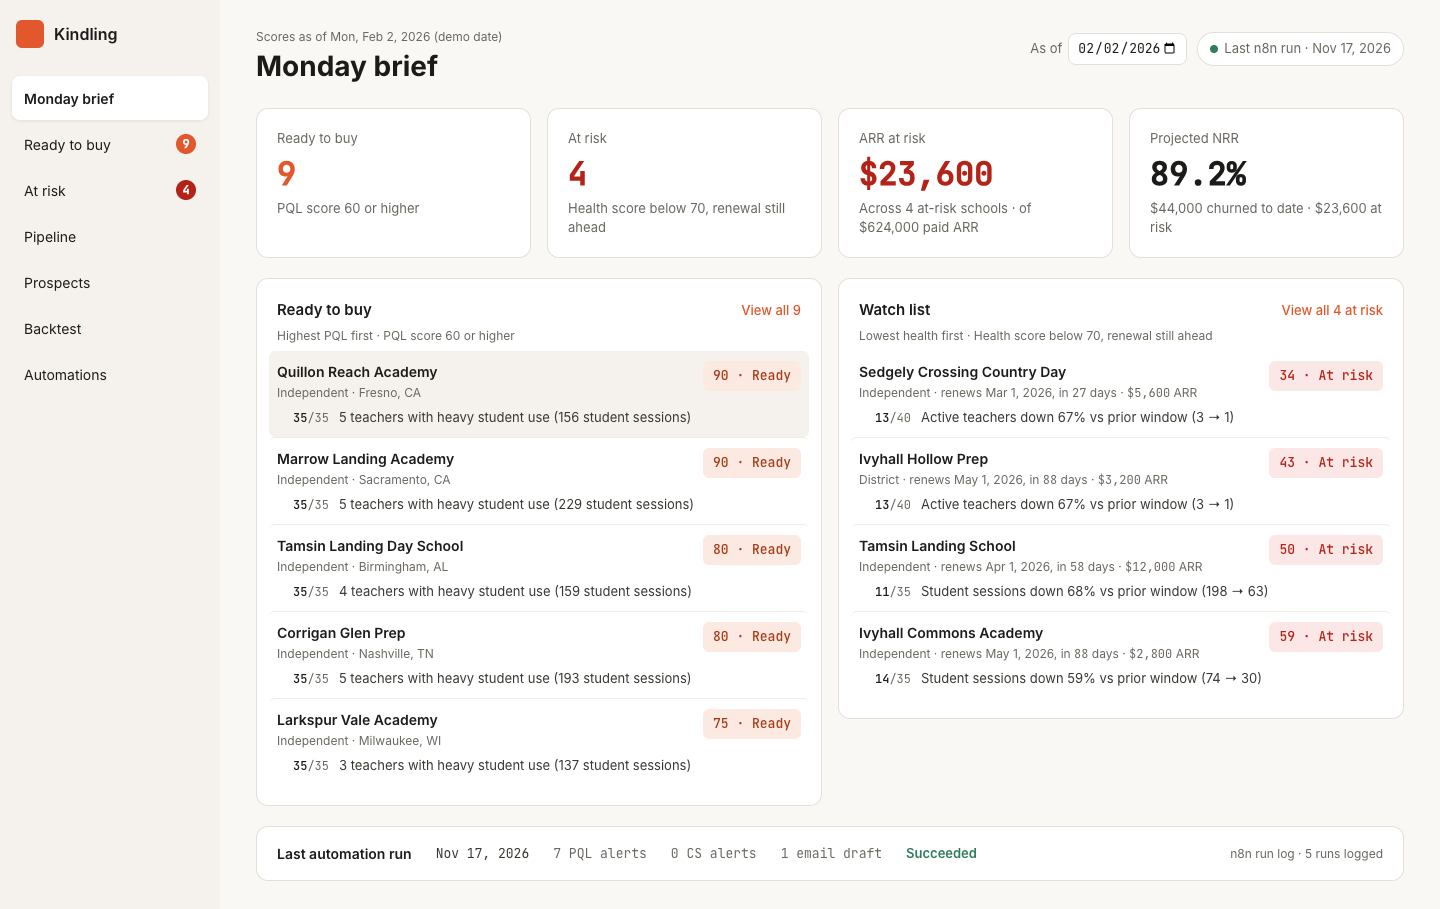 Kindling
Monday brief
Ready to buy 9
At risk 4
Pipeline
Prospects
Backtest
Automations
Scores as of Mon, Feb 2, 2026 (demo date)
Monday brief
As of 02/02/2026
Last n8n run · Nov 17, 2026
Ready to buy
9
PQL score 60 or higher
At risk
4
Health score below 70, renewal still
ahead
ARR at risk
$23,600
Across 4 at-risk schools · of
$624,000 paid ARR
Projected NRR
89.2%
$44,000 churned to date · $23,600 at
risk
Ready to buy View all 9
Highest PQL first · PQL score 60 or higher
Quillon Reach Academy 90 · Ready
Independent · Fresno, CA
35/35 5 teachers with heavy student use (156 student sessions)
Marrow Landing Academy 90 · Ready
Independent · Sacramento, CA
35/35 5 teachers with heavy student use (229 student sessions)
Tamsin Landing Day School 80 · Ready
Independent · Birmingham, AL
35/35 4 teachers with heavy student use (159 student sessions)
Corrigan Glen Prep 80 · Ready
Independent · Nashville, TN
35/35 5 teachers with heavy student use (193 student sessions)
Larkspur Vale Academy 75 · Ready
Independent · Milwaukee, WI
35/35 3 teachers with heavy student use (137 student sessions)
Watch list View all 4 at risk
Lowest health first · Health score below 70, renewal still ahead
Sedgely Crossing Country Day 34 · At risk
Independent · renews Mar 1, 2026, in 27 days · $5,600 ARR
13/40 Active teachers down 67% vs prior window (3 → 1)
Ivyhall Hollow Prep 43 · At risk
District · renews May 1, 2026, in 88 days · $3,200 ARR
13/40 Active teachers down 67% vs prior window (3 → 1)
Tamsin Landing School 50 · At risk
Independent · renews Apr 1, 2026, in 58 days · $12,000 ARR
11/35 Student sessions down 68% vs prior window (198 → 63)
Ivyhall Commons Academy 59 · At risk
Independent · renews May 1, 2026, in 88 days · $2,800 ARR
14/35 Student sessions down 59% vs prior window (74 → 30)
Last automation run Nov 17, 2026 7 PQL alerts 0 CS alerts 1 email draft Succeeded n8n run log · 5 runs logged